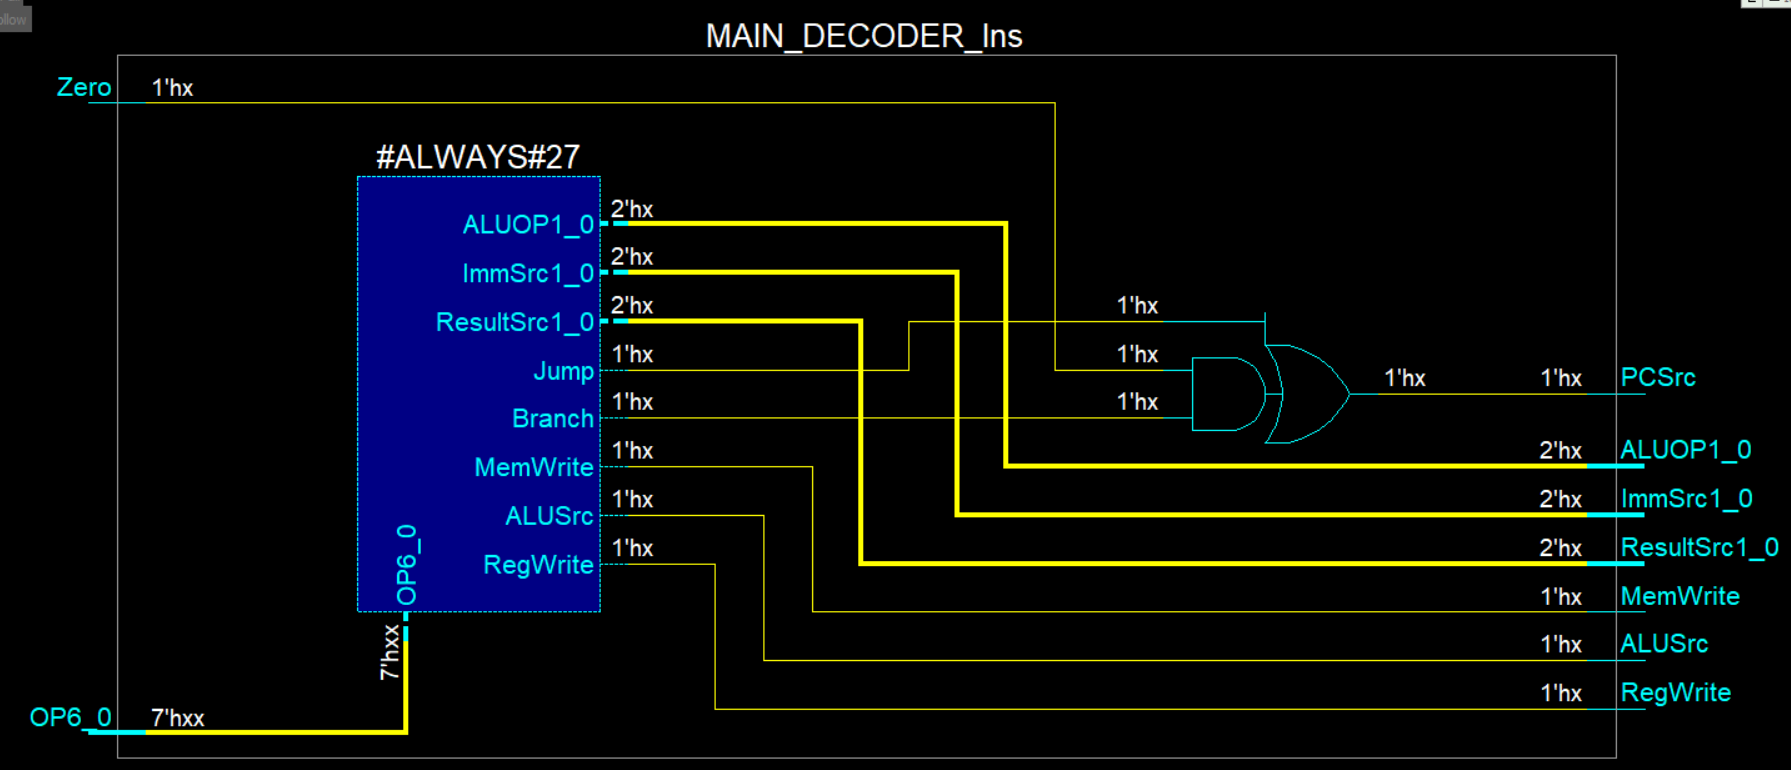 ollow
MAIN_DECODER_Ins
Zero 1'hx
#ALWAYS#27
ALUOP1_0 2'hx
ImmSrc1_0 2'hx
ResultSrc1_0 2'hx 1'hx
Jump 1'hx 1'hx
1'hx 1'hx PCSrc
Branch 1'hx 1'hx
MemWrite 1'hx 2'hx ALUOP1_0
ALUSrc 1'hx 2'hx ImmSrc1_0
RegWrite 1'hx 2'hx ResultSrc1_0
OP6_0
1'hx MemWrite
7'hxx
1'hx ALUSrc
1'hx RegWrite
OP6_0 7'hxx